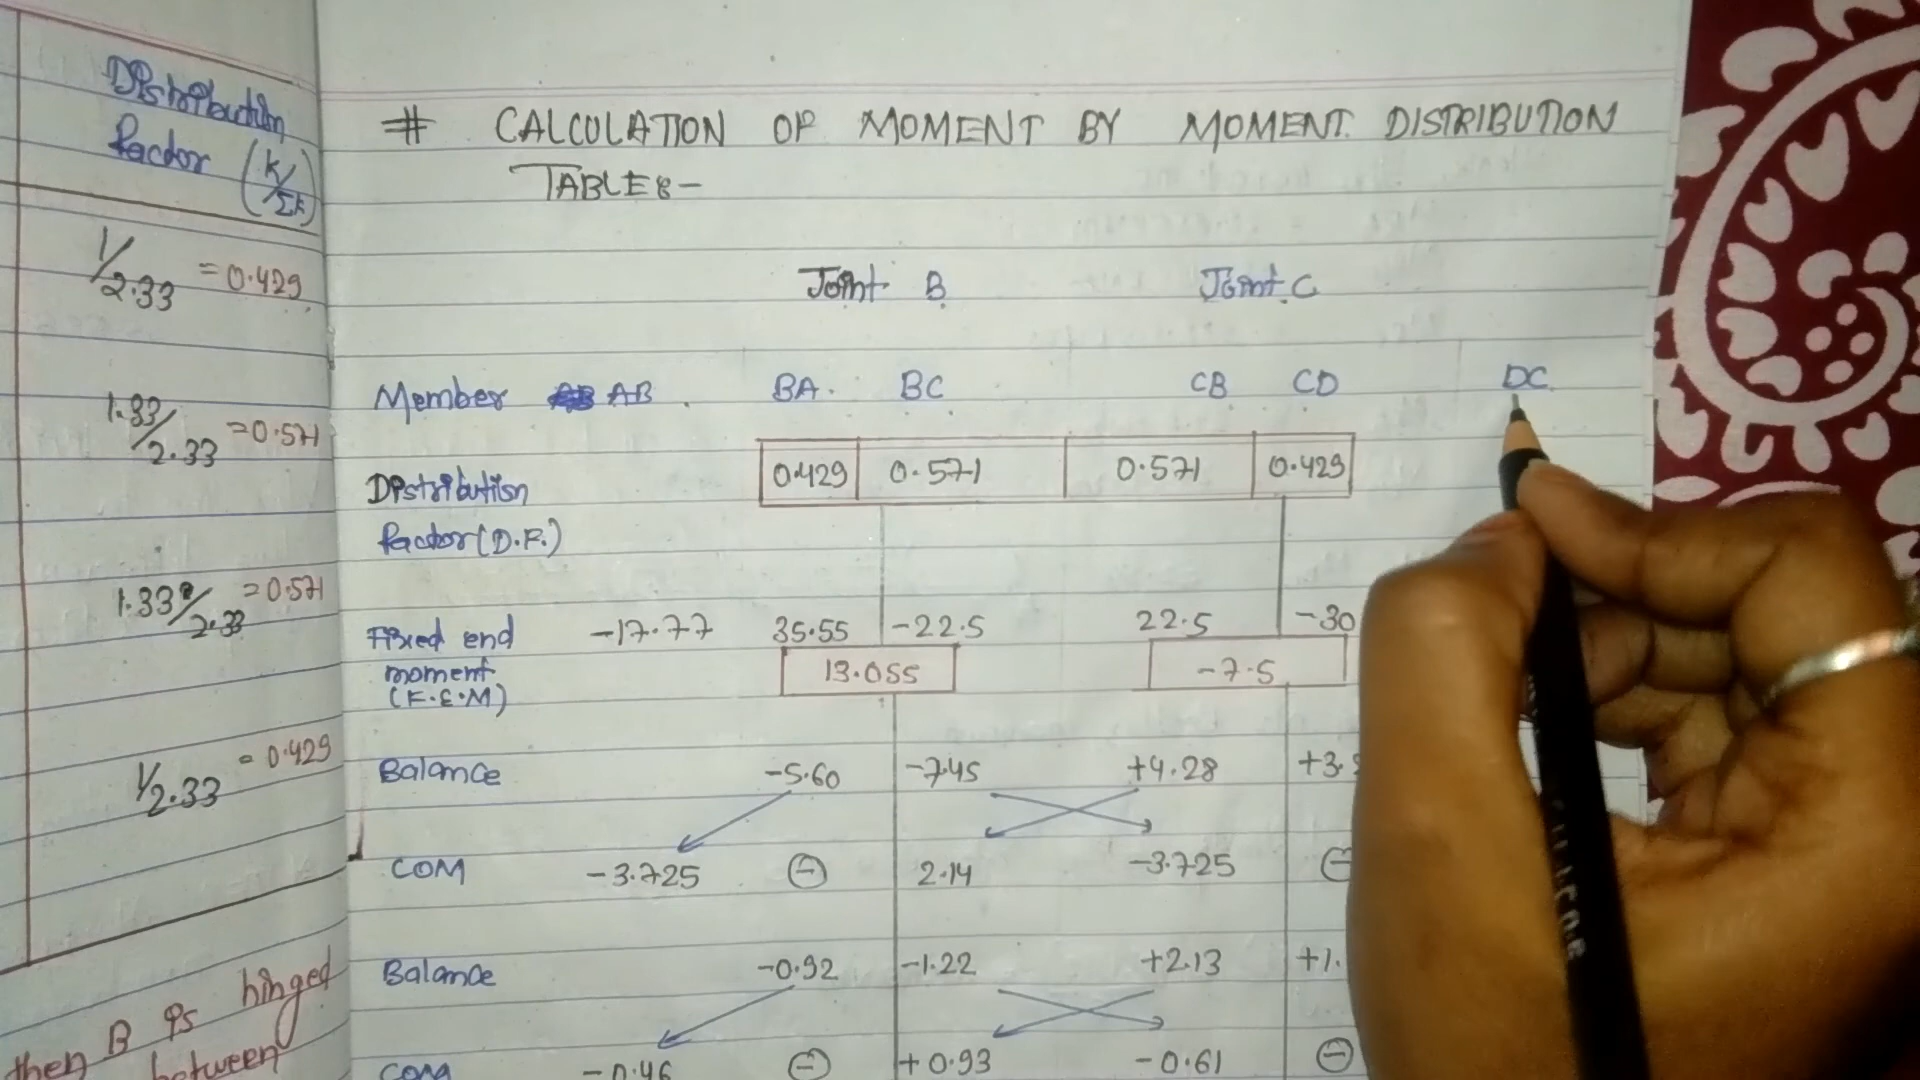 Distribution
factor (K/ΣK)
1/2.33 = 0.429
1.33/2.33 = 0.571
1.33/2.33 = 0.571
1/2.33 = 0.429
B is hinged
then between
# CALCULATION OF MOMENT BY MOMENT DISTRIBUTION
TABLE:-
Joint B Joint C
Member AB BA BC CB CD DC
0.429 0.571 0.571 0.429
Distribution
factor (D.F.)
Fixed end -17.77 35.55 -22.5 22.5 -30
moment 13.055 -7.5
(F.E.M)
Balance -5.60 -7.45 +4.28 +3.
COM -3.725 (-) 2.14 -3.725 (-)
Balance -0.92 -1.22 +2.13 +1.
COM -0.46 (-) +0.93 -0.61 (-)